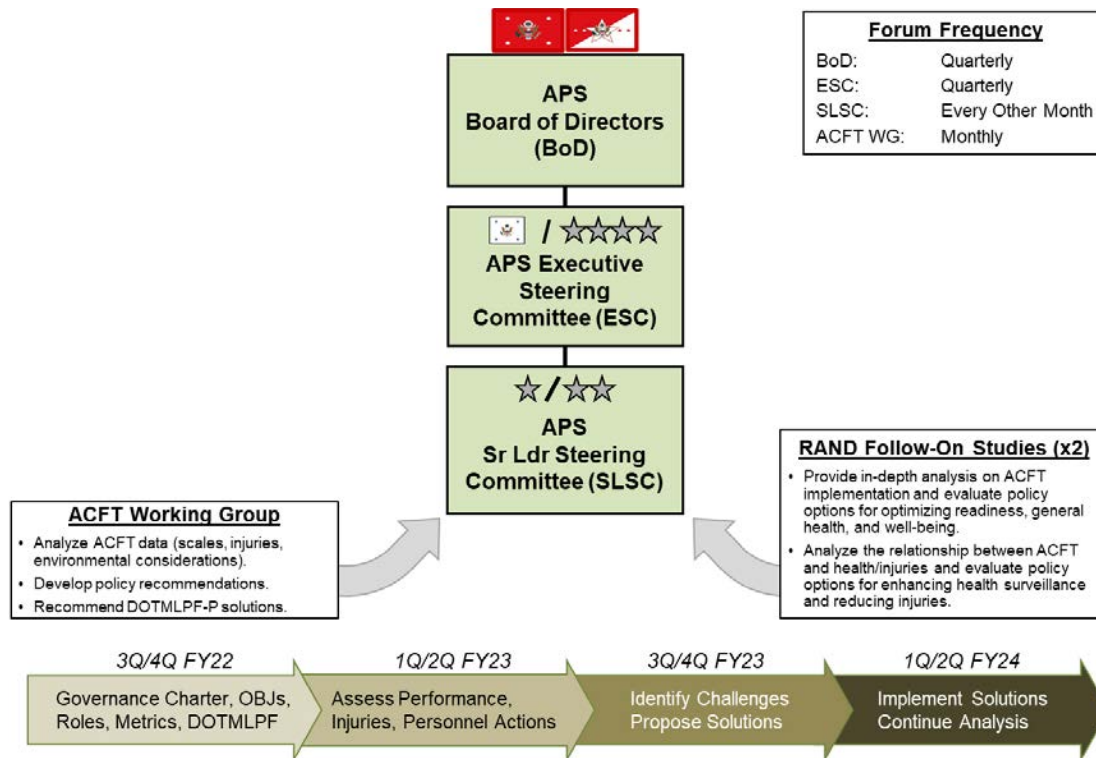 APS
Board of Directors
(BoD)
Forum Frequency
BoD: Quarterly
ESC: Quarterly
SLSC: Every Other Month
ACFT WG: Monthly
/
APS Executive
Steering
Committee (ESC)
/
APS
Sr Ldr Steering
Committee (SLSC)
ACFT Working Group
• Analyze ACFT data (scales, injuries,
environmental considerations).
• Develop policy recommendations.
• Recommend DOTMLPF-P solutions.
RAND Follow-On Studies (x2)
• Provide in-depth analysis on ACFT
implementation and evaluate policy
options for optimizing readiness, general
health, and well-being.
• Analyze the relationship between ACFT
and health/injuries and evaluate policy
options for enhancing health surveillance
and reducing injuries.
3Q/4Q FY22
Governance Charter, OBJs,
Roles, Metrics, DOTMLPF
1Q/2Q FY23
Assess Performance,
Injuries, Personnel Actions
3Q/4Q FY23
Identify Challenges
Propose Solutions
1Q/2Q FY24
Implement Solutions
Continue Analysis